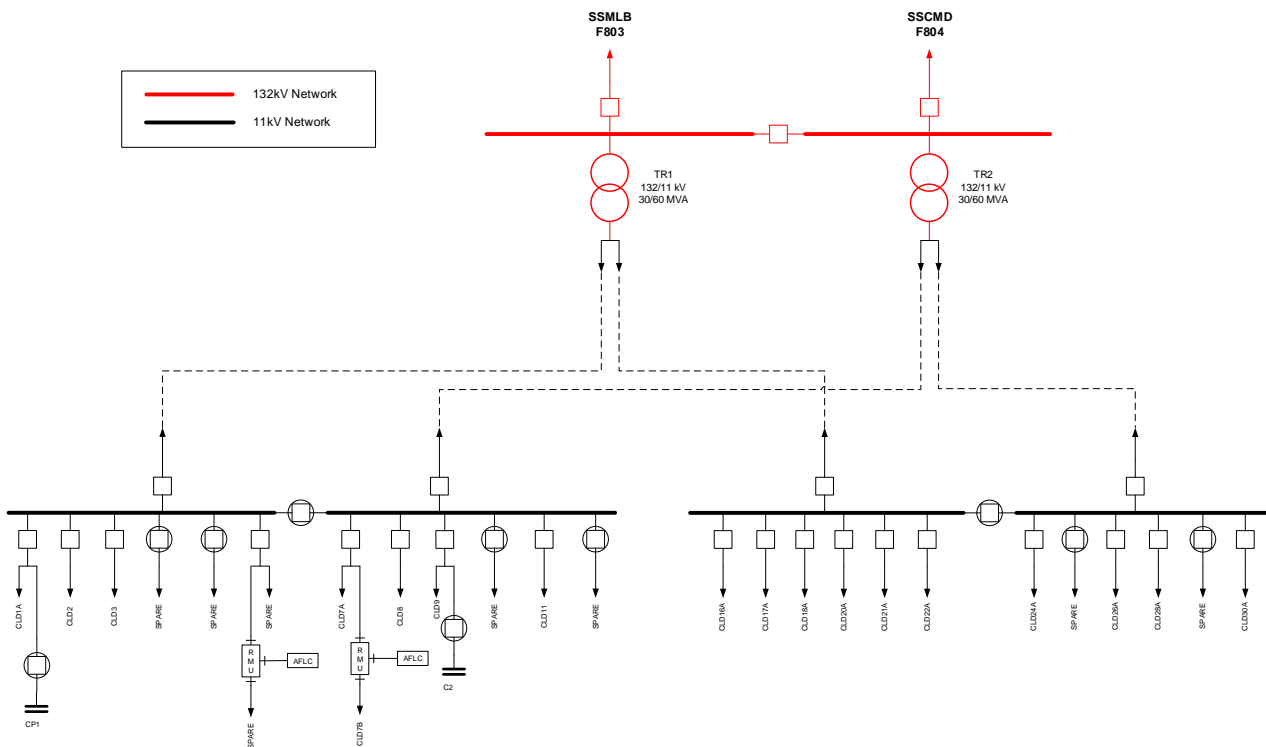 SSMLB
F803
SSCMD
F804
132kV Network
11kV Network
TR1
132/11 kV
30/60 MVA
TR2
132/11 kV
30/60 MVA
CLD1A
CLD2
CLD3
SPARE
SPARE
SPARE
CLD7A
CLD8
CLD9
SPARE
CLD11
SPARE
CLD16A
CLD17A
CLD18A
CLD20A
CLD21A
CLD22A
CLD24A
SPARE
CLD26A
CLD28A
SPARE
CLD30A
RMU
AFLC
RMU
AFLC
C2
CP1
SPARE
CLD7B